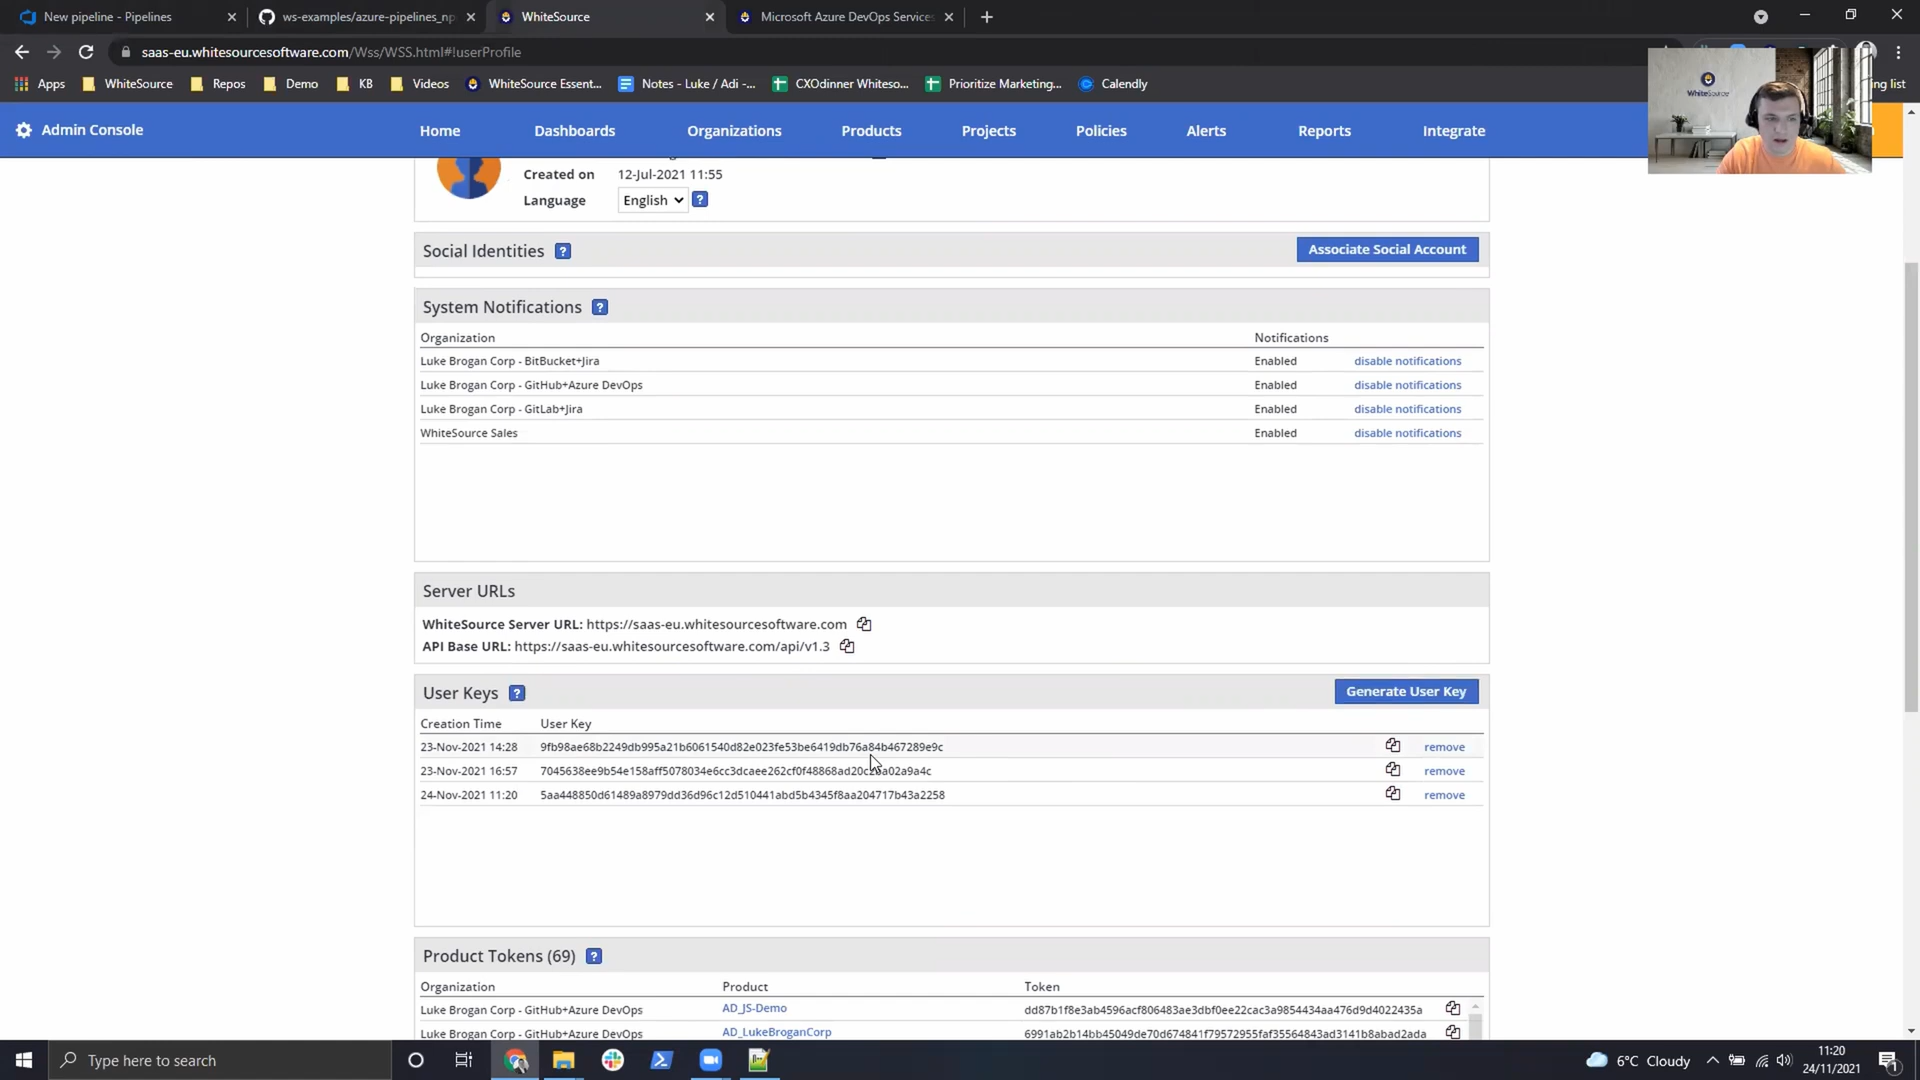 New pipeline - Pipelines
ws-examples/azure-pipelines_np
WhiteSource
Microsoft Azure DevOps Services
saas-eu.whitesourcesoftware.com/Wss/WSS.html#!userProfile
Apps
WhiteSource
Repos
Demo
KB
Videos
WhiteSource Essent...
Notes - Luke / Adi -...
CXOdinner Whiteso...
Prioritize Marketing...
Calendly
ng list
WhiteSource
Admin Console
Home
Dashboards
Organizations
Products
Projects
Policies
Alerts
Reports
Integrate
Created on 12-Jul-2021 11:55
Language English ?
Social Identities ?
Associate Social Account
System Notifications ?
Organization Notifications
Luke Brogan Corp - BitBucket+Jira Enabled disable notifications
Luke Brogan Corp - GitHub+Azure DevOps Enabled disable notifications
Luke Brogan Corp - GitLab+Jira Enabled disable notifications
WhiteSource Sales Enabled disable notifications
Server URLs
WhiteSource Server URL: https://saas-eu.whitesourcesoftware.com
API Base URL: https://saas-eu.whitesourcesoftware.com/api/v1.3
User Keys ?
Generate User Key
Creation Time User Key
23-Nov-2021 14:28 9fb98ae68b2249db995a21b6061540d82e023fe53be6419db76a84b467289e9c remove
23-Nov-2021 16:57 remove
24-Nov-2021 11:20 5aa448850d61489a8979dd36d96c12d510441abd5b4345f8aa204717b43a2258 remove
Product Tokens (69) ?
Organization Product Token
Luke Brogan Corp - GitHub+Azure DevOps AD_JS-Demo dd87b1f8e3ab4596acf806483ae3dbf0ee22cac3a9854434aa476d9d4022435a
Luke Brogan Corp - GitHub+Azure DevOps AD_LukeBroganCorp 6991ab2b14bb45049de70d674841f79572955faf35564843ad3141b8abad2ada
Type here to search
6°C Cloudy
11:20
24/11/2021
1